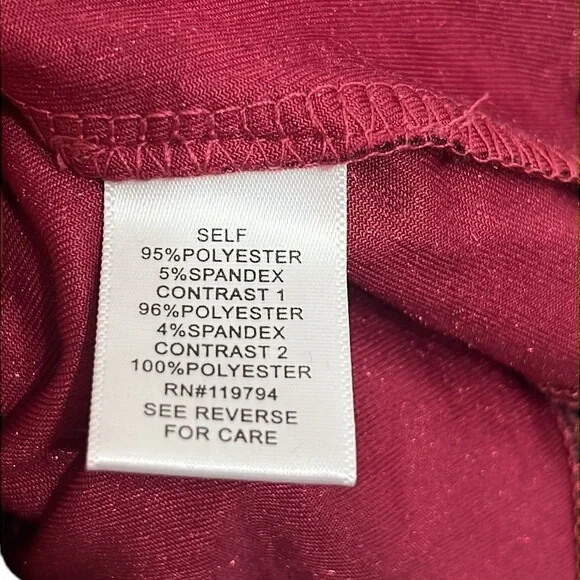 SELF
95%POLYESTER
5%SPANDEX
CONTRAST 1
96%POLYESTER
4%SPANDEX
CONTRAST 2
100%POLYESTER
RN#119794
SEE REVERSE
FOR CARE